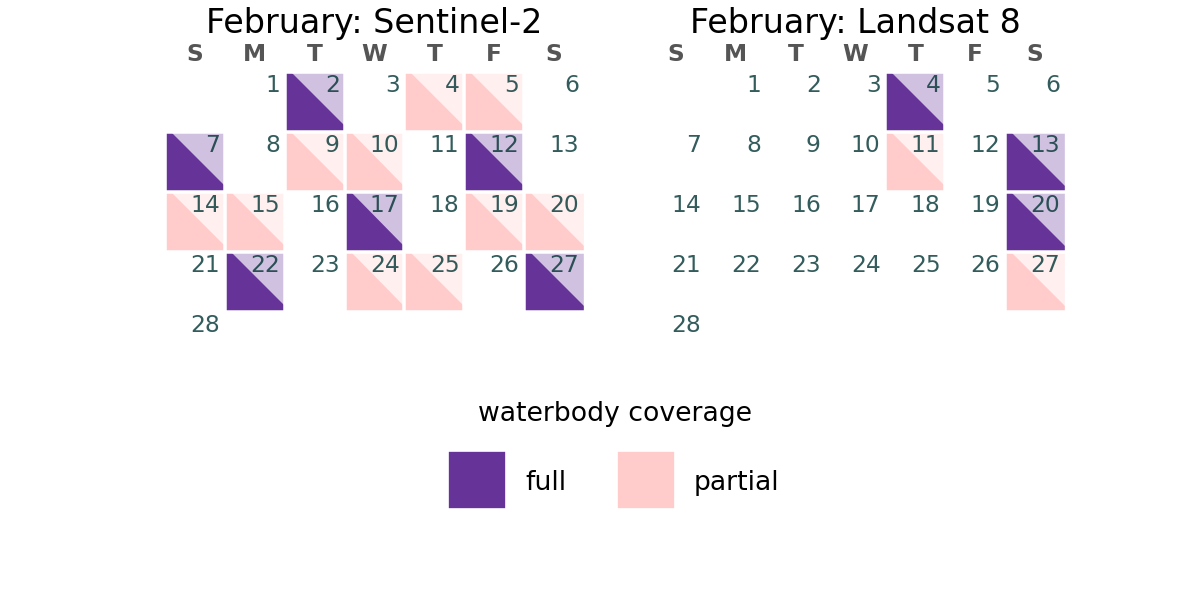 February: Sentinel-2
S M T W T F S
1 2 3 4 5 6
7 8 9 10 11 12 13
14 15 16 17 18 19 20
21 22 23 24 25 26 27
28
February: Landsat 8
S M T W T F S
1 2 3 4 5 6
7 8 9 10 11 12 13
14 15 16 17 18 19 20
21 22 23 24 25 26 27
28
waterbody coverage
full partial